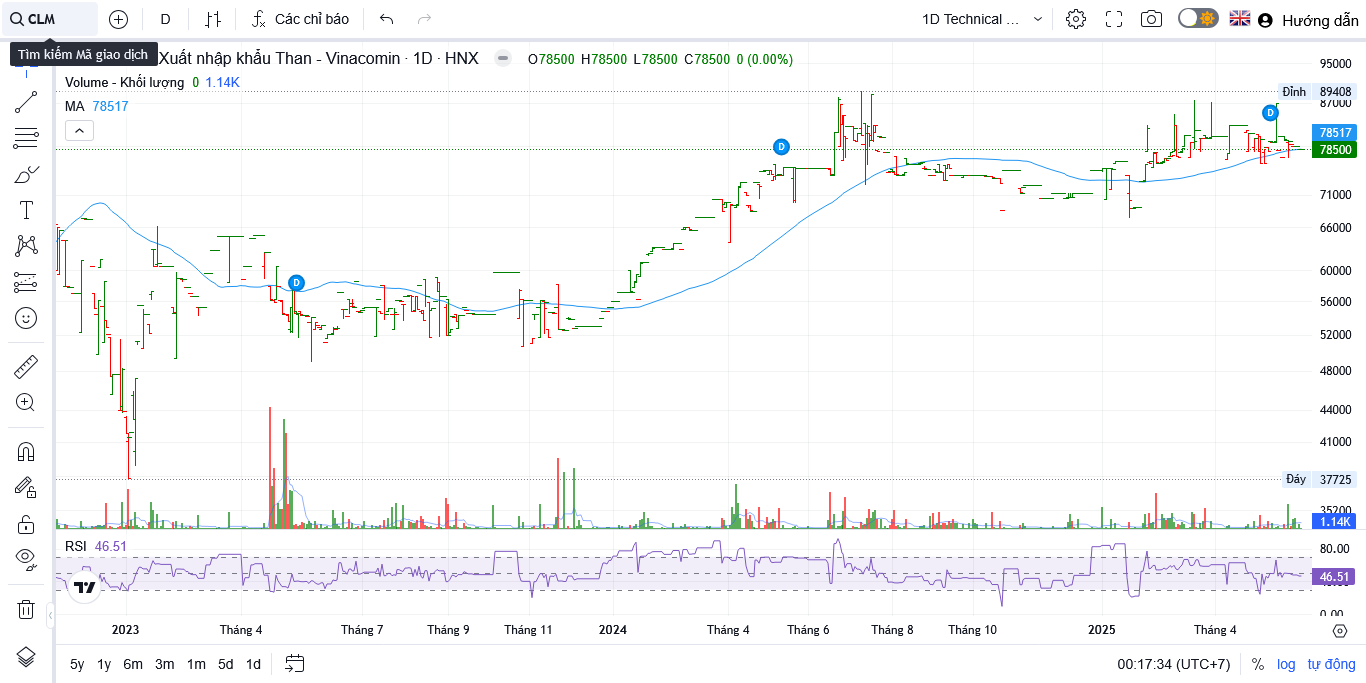 CLM
D
Các chỉ báo
1D Technical ...
Hướng dẫn
Tìm kiếm Mã giao dịch
Xuất nhập khẩu Than - Vinacomin · 1D · HNX
O78500 H78500 L78500 C78500 0 (0.00%)
Volume - Khối lượng 0 1.14K
MA 78517
95000
Đỉnh 89408
87000
D
D
D
78517
78500
71000
66000
60000
56000
52000
48000
44000
41000
Đáy 37725
35200
1.14K
RSI 46.51
80.00
46.51
0.00
2023 Tháng 4 Tháng 7 Tháng 9 Tháng 11 2024 Tháng 4 Tháng 6 Tháng 8 Tháng 10 2025 Tháng 4
5y 1y 6m 3m 1m 5d 1d
00:17:34 (UTC+7) % log tự động